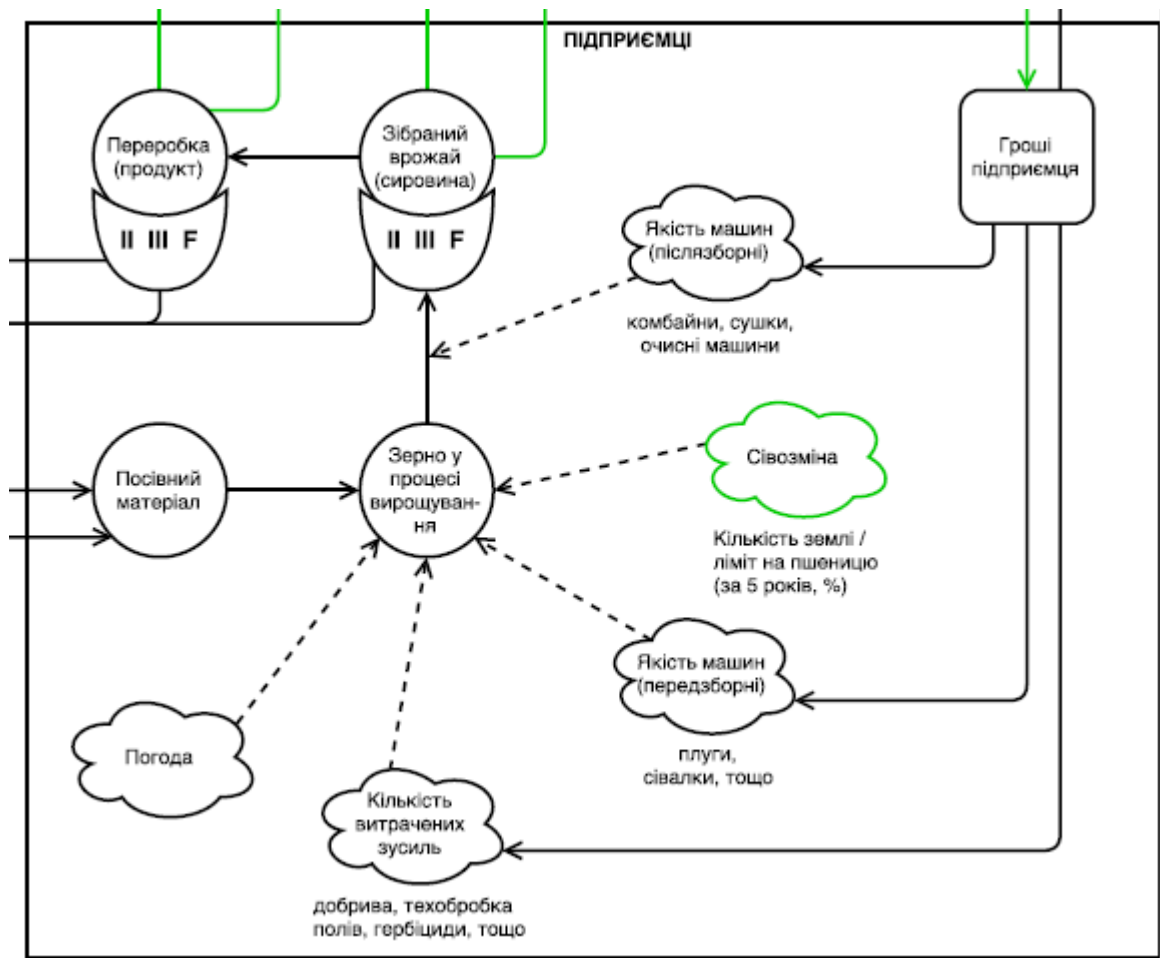 ПІДПРИЄМЦІ
Переробка
(продукт)
II III F
Зібраний
врожай
(сировина)
II III F
Гроші
підприємця
Якість машин
(післязборні)
комбайни, сушки,
очисні машини
Посівний
матеріал
Зерно у
процесі
вирощуван-
ня
Сівозміна
Кількість землі /
ліміт на пшеницю
(за 5 років, %)
Якість машин
(передзборні)
плуги,
сівалки, тощо
Погода
Кількість
витрачених
зусиль
добрива, техобробка
полів, гербіциди, тощо